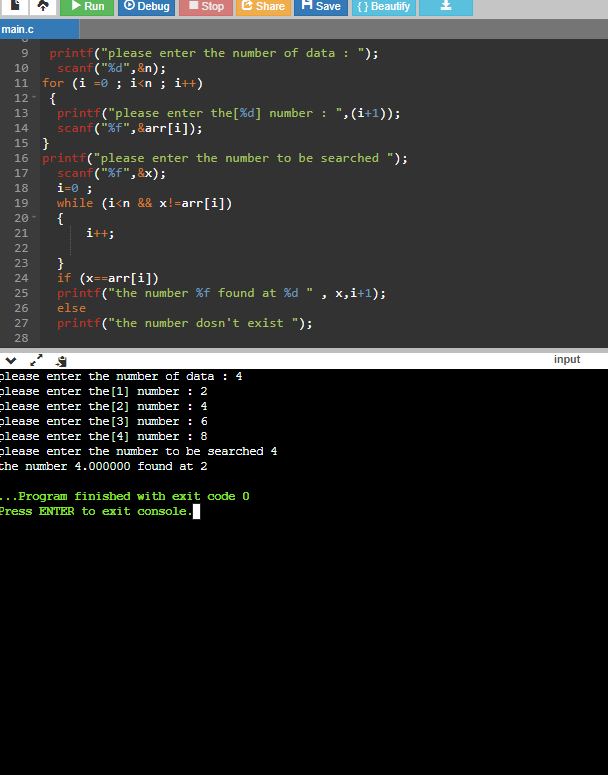 Run Debug Stop Share Save { } Beautify
main.c
9 printf("please enter the number of data : ");
10 scanf("%d",&n);
11 for (i =0 ; i<n ; i++)
12 {
13 printf("please enter the[%d] number : ",(i+1));
14 scanf("%f",&arr[i]);
15 }
16 printf("please enter the number to be searched ");
17 scanf("%f",&x);
18 i=0 ;
19 while (i<n && x!=arr[i])
20 {
21 i++;
22
23 }
24 if (x==arr[i])
25 printf("the number %f found at %d " , x,i+1);
26 else
27 printf("the number dosn't exist ");
28
input
please enter the number of data : 4
please enter the[1] number : 2
please enter the[2] number : 4
please enter the[3] number : 6
please enter the[4] number : 8
please enter the number to be searched 4
the number 4.000000 found at 2
...Program finished with exit code 0
Press ENTER to exit console.